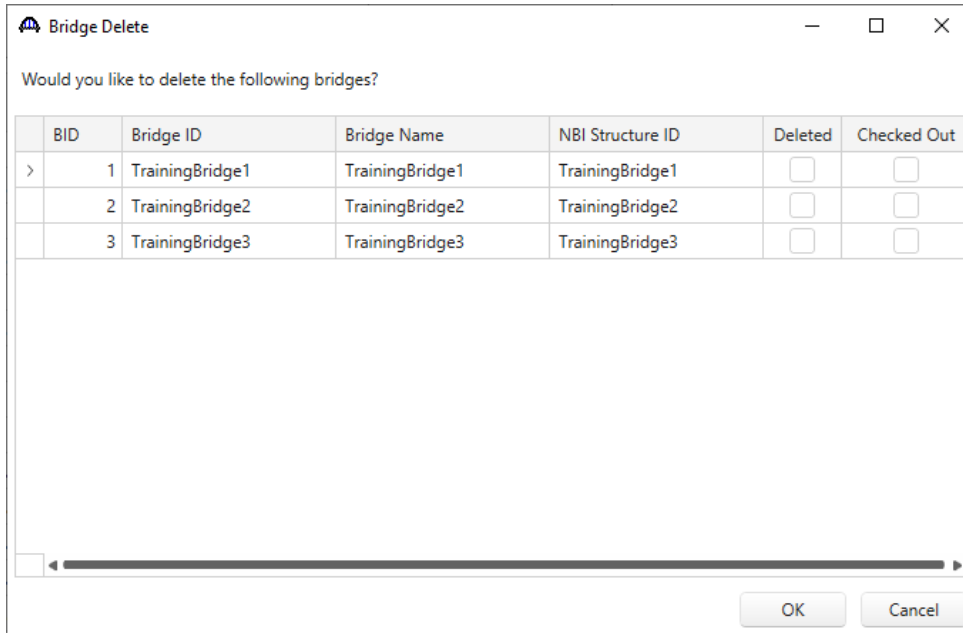 Bridge Delete
Would you like to delete the following bridges?
BID Bridge ID Bridge Name NBI Structure ID Deleted Checked Out
1 TrainingBridge1 TrainingBridge1 TrainingBridge1
2 TrainingBridge2 TrainingBridge2 TrainingBridge2
3 TrainingBridge3 TrainingBridge3 TrainingBridge3
OK Cancel